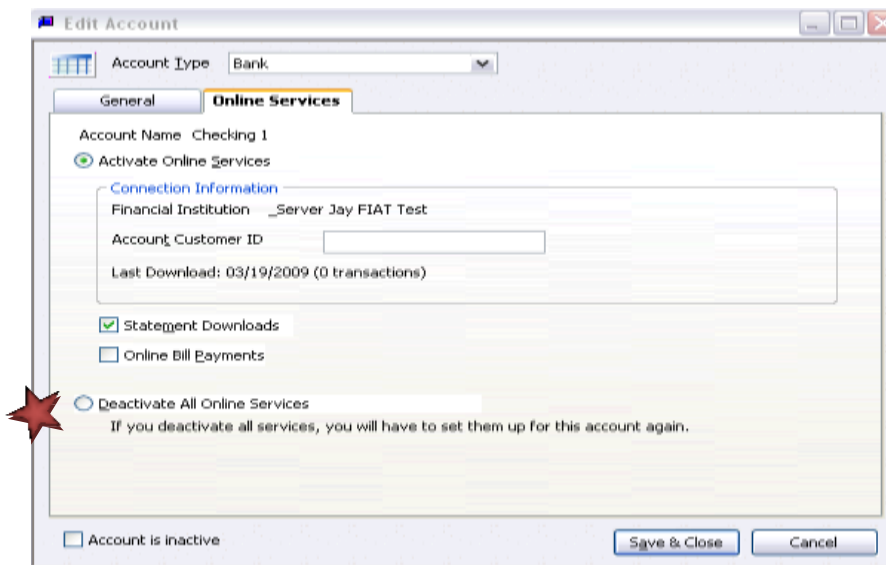 Edit Account
Account Type Bank
General Online Services
Account Name Checking 1
Activate Online Services
Connection Information
Financial Institution _Server Jay FIAT Test
Account Customer ID
Last Download: 03/19/2009 (0 transactions)
Statement Downloads
Online Bill Payments
Deactivate All Online Services
If you deactivate all services, you will have to set them up for this account again.
Account is inactive Save & Close Cancel